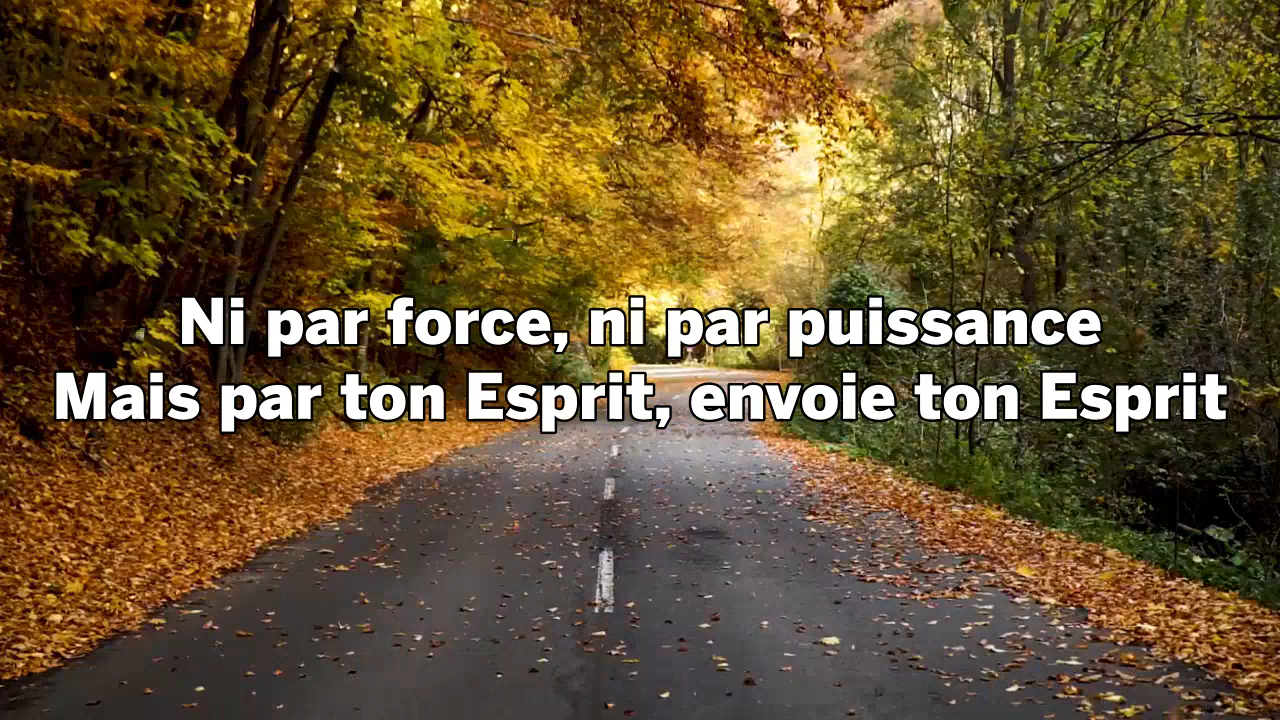 Ni par force, ni par puissance
Mais par ton Esprit, envoie ton Esprit